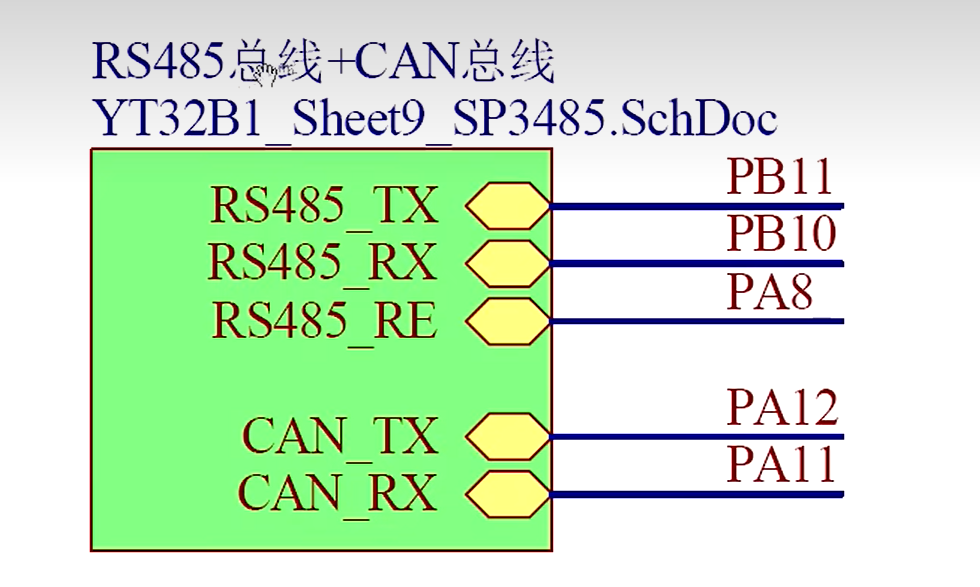 RS485总线+CAN总线
YT32B1_Sheet9_SP3485.SchDoc
RS485_TX PB11
RS485_RX PB10
RS485_RE PA8
CAN_TX PA12
CAN_RX PA11